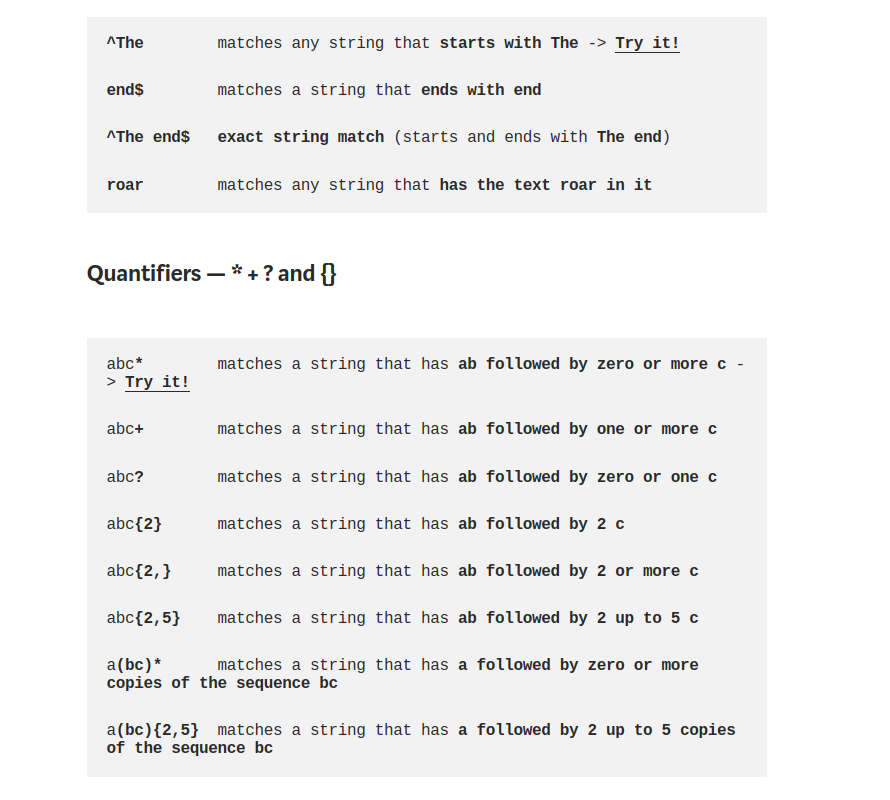 ^The        matches any string that starts with The -> Try it!
end$        matches a string that ends with end
^The end$   exact string match (starts and ends with The end)
roar        matches any string that has the text roar in it
Quantifiers — * + ? and {}
abc*        matches a string that has ab followed by zero or more c -
> Try it!
abc+        matches a string that has ab followed by one or more c
abc?        matches a string that has ab followed by zero or one c
abc{2}      matches a string that has ab followed by 2 c
abc{2,}     matches a string that has ab followed by 2 or more c
abc{2,5}    matches a string that has ab followed by 2 up to 5 c
a(bc)*      matches a string that has a followed by zero or more
copies of the sequence bc
a(bc){2,5}  matches a string that has a followed by 2 up to 5 copies
of the sequence bc